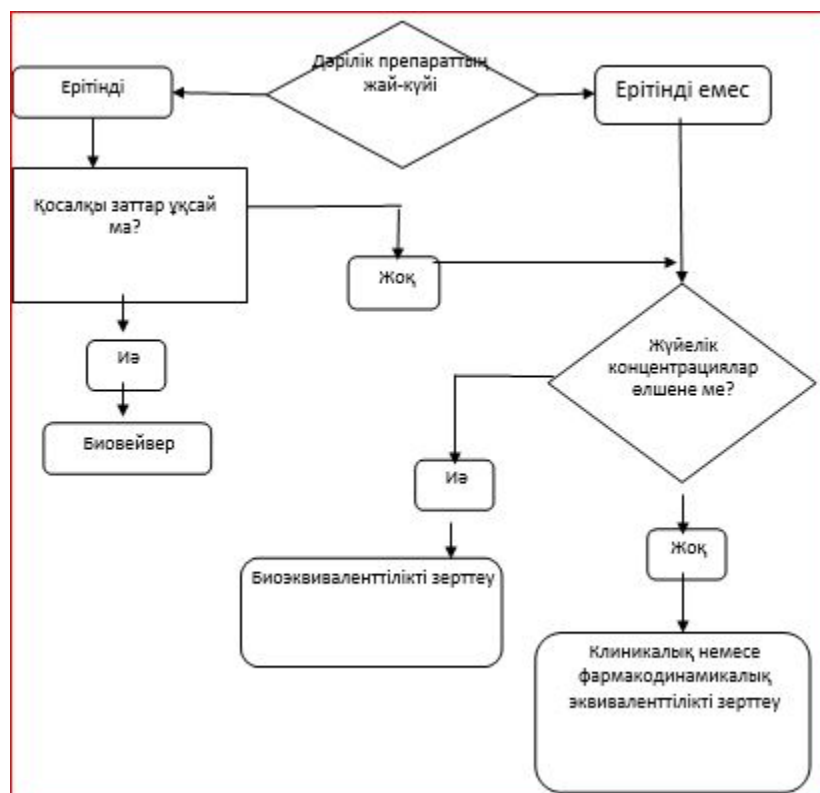 Дәрілік препараттың
жай-күйі
Ерітінді
Ерітінді емес
Қосалқы заттар ұқсай
ма?
Жоқ
Иә
Биовейвер
Жүйелік
концентрациялар
өлшене ме?
Иә
Жоқ
Биоэквиваленттілікті зерттеу
Клиникалық немесе
фармакодинамикалық
эквиваленттілікті зерттеу